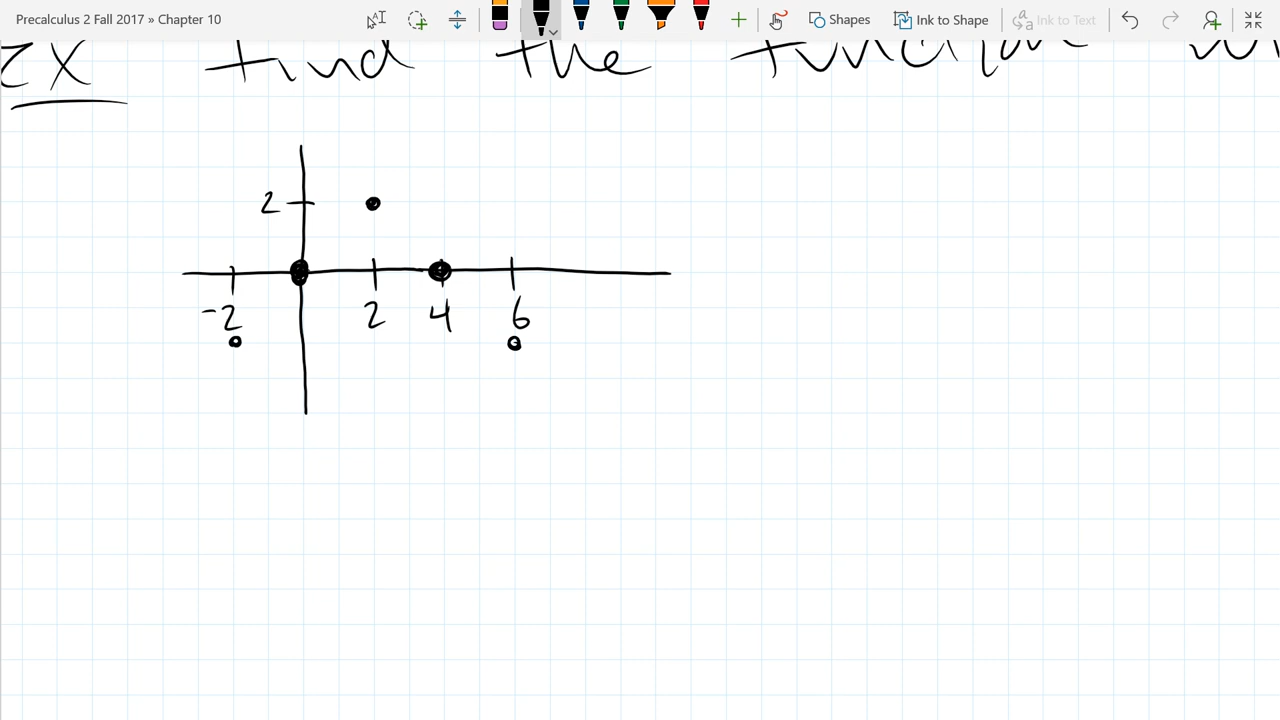 Precalculus 2 Fall 2017 » Chapter 10
Shapes
Ink to Shape
Ink to Text
Ex find the function
2
-2 2 4 6